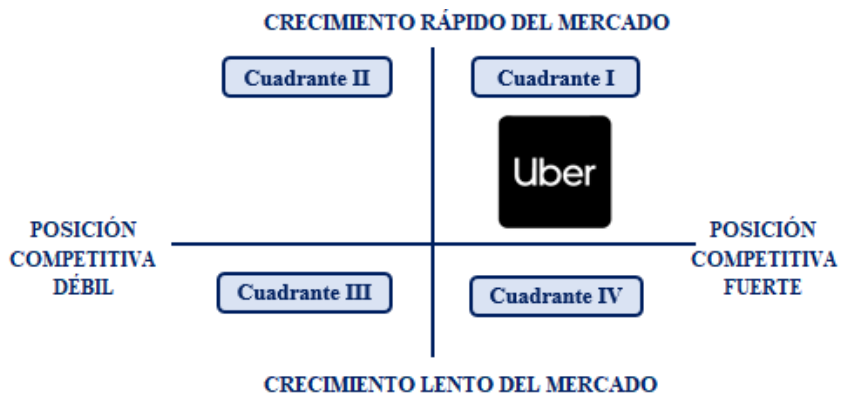 CRECIMIENTO RÁPIDO DEL MERCADO
Cuadrante II
Cuadrante I
Uber
POSICIÓN
COMPETITIVA
DÉBIL
POSICIÓN
COMPETITIVA
FUERTE
Cuadrante III
Cuadrante IV
CRECIMIENTO LENTO DEL MERCADO